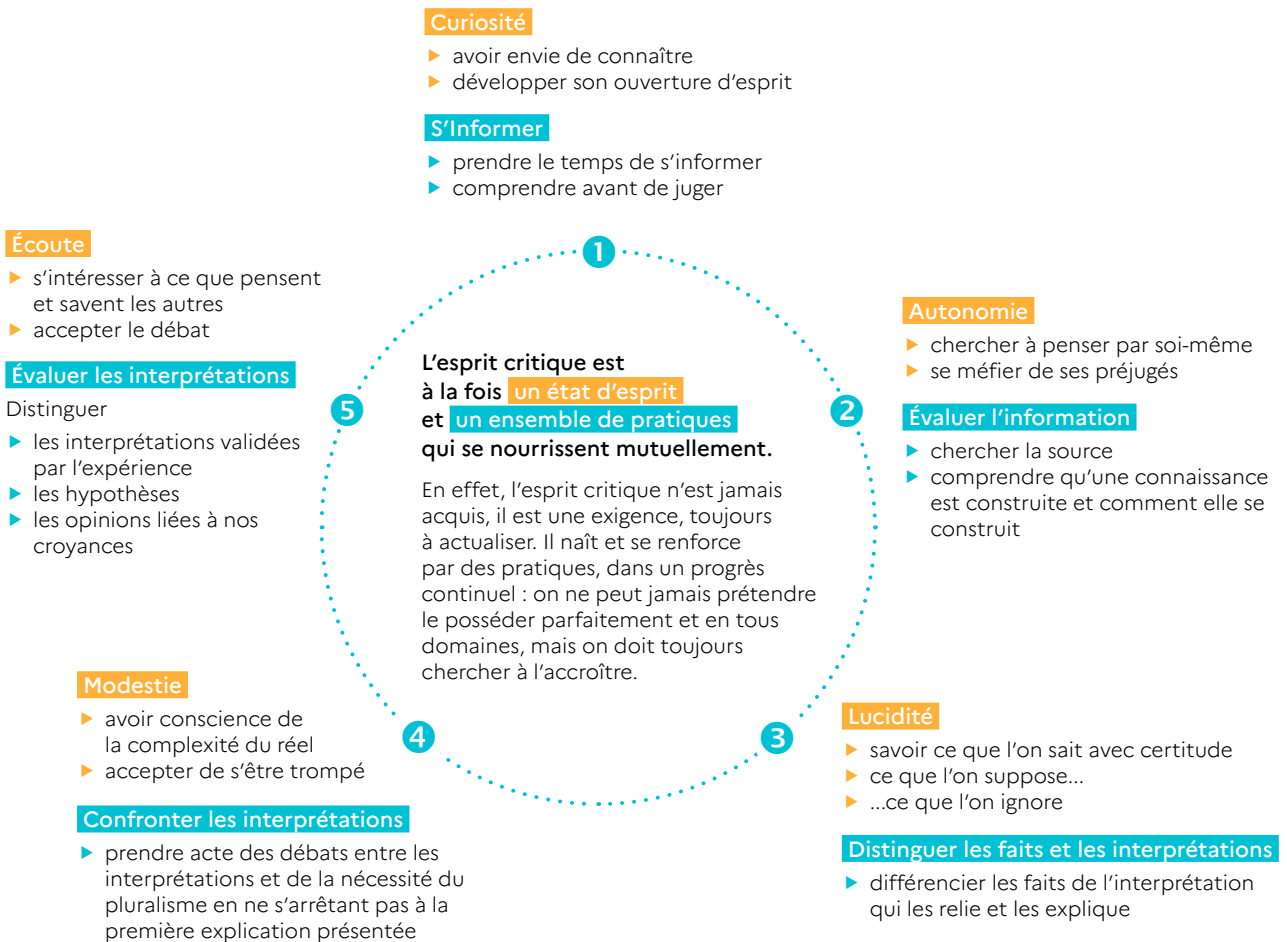 Curiosité
avoir envie de connaître
développer son ouverture d'esprit
S'Informer
prendre le temps de s'informer
comprendre avant de juger
1
Autonomie
chercher à penser par soi-même
se méfier de ses préjugés
Évaluer l'information
chercher la source
comprendre qu'une connaissance
est construite et comment elle se
construit
2
Lucidité
savoir ce que l'on sait avec certitude
ce que l'on suppose...
...ce que l'on ignore
Distinguer les faits et les interprétations
différencier les faits de l'interprétation
qui les relie et les explique
3
Modestie
avoir conscience de
la complexité du réel
accepter de s'être trompé
Confronter les interprétations
prendre acte des débats entre les
interprétations et de la nécessité du
pluralisme en ne s'arrêtant pas à la
première explication présentée
4
Écoute
s'intéresser à ce que pensent
et savent les autres
accepter le débat
Évaluer les interprétations
Distinguer
les interprétations validées
par l'expérience
les hypothèses
les opinions liées à nos
croyances
5
L'esprit critique est
à la fois un état d'esprit
et un ensemble de pratiques
qui se nourrissent mutuellement.
En effet, l'esprit critique n'est jamais
acquis, il est une exigence, toujours
à actualiser. Il naît et se renforce
par des pratiques, dans un progrès
continuel : on ne peut jamais prétendre
le posséder parfaitement et en tous
domaines, mais on doit toujours
chercher à l'accroître.